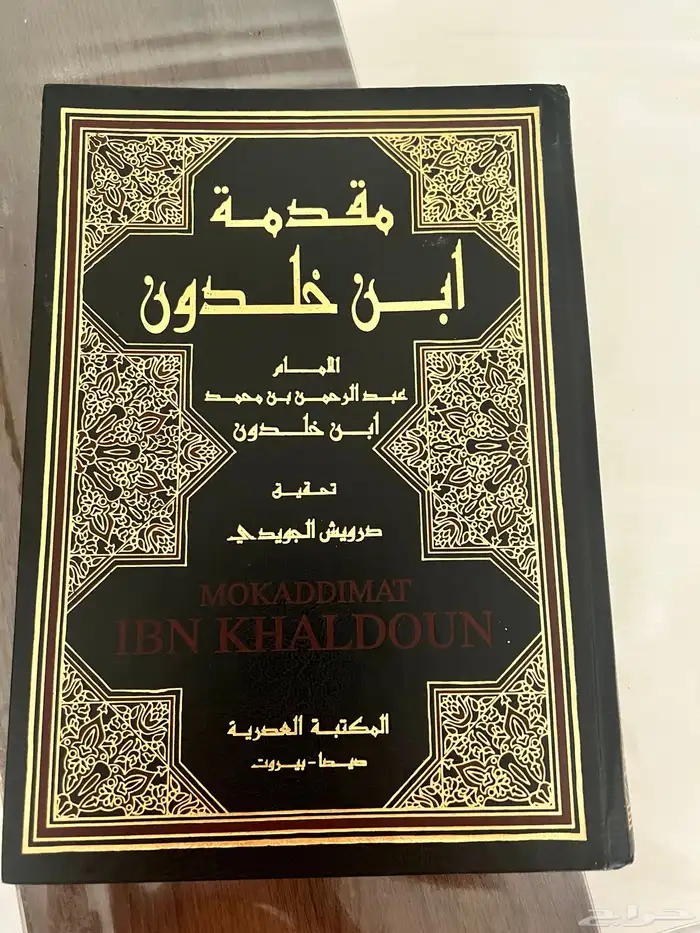 مقدمة
ابن خلدون
الإمام
عبد الرحمن بن محمد
ابن خلدون
تحقيق
درويش الجويدي
MOKADDIMAT
IBN KHALDOUN
المكتبة العصرية
صيدا - بيروت
حراج